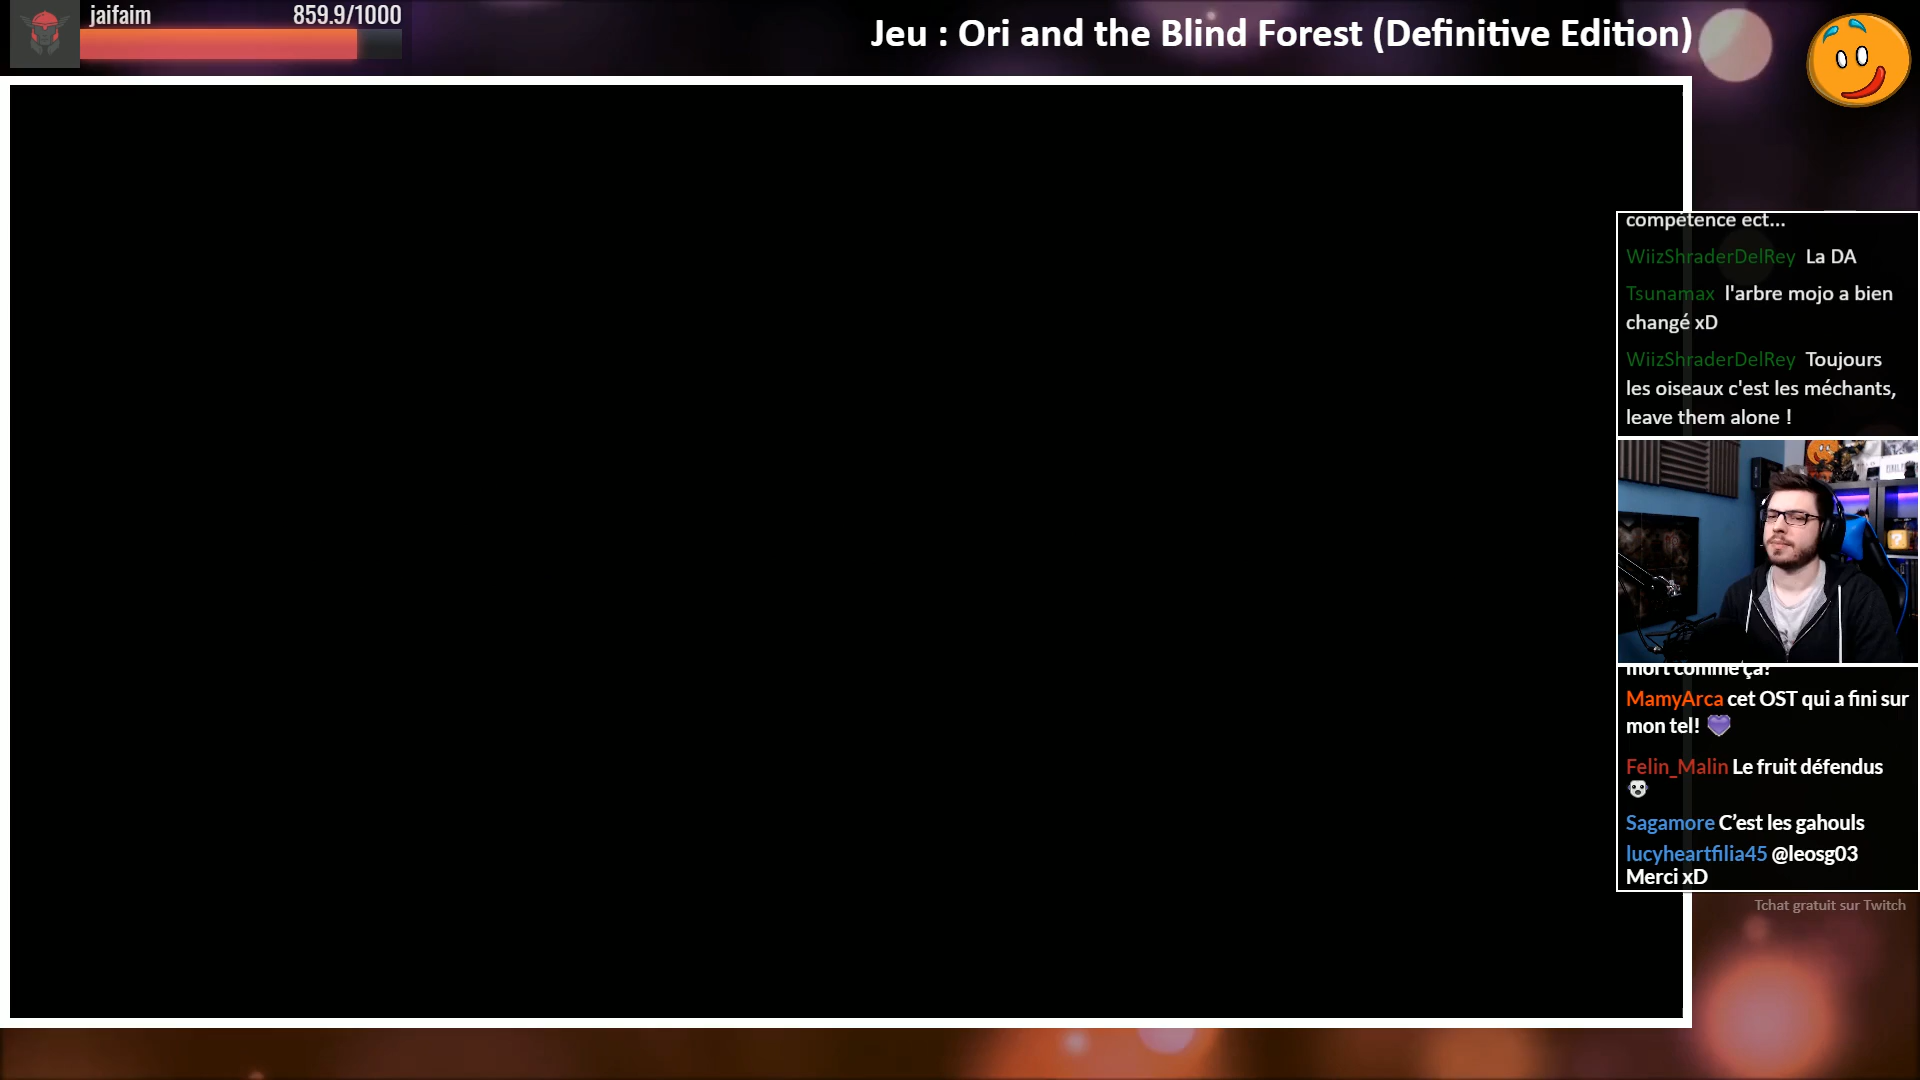 jaifaim 859.9/1000
Jeu : Ori and the Blind Forest (Definitive Edition)
compétence ect...
WiizShraderDelRey La DA
Tsunamax l'arbre mojo a bien
changé xD
WiizShraderDelRey Toujours
les oiseaux c'est les méchants,
leave them alone !
mort comme ça!
MamyArca cet OST qui a fini sur
mon tel!
Felin_Malin Le fruit défendus
Sagamore C’est les gahouls
lucyheartfilia45 @leosg03
Merci xD
Tchat gratuit sur Twitch